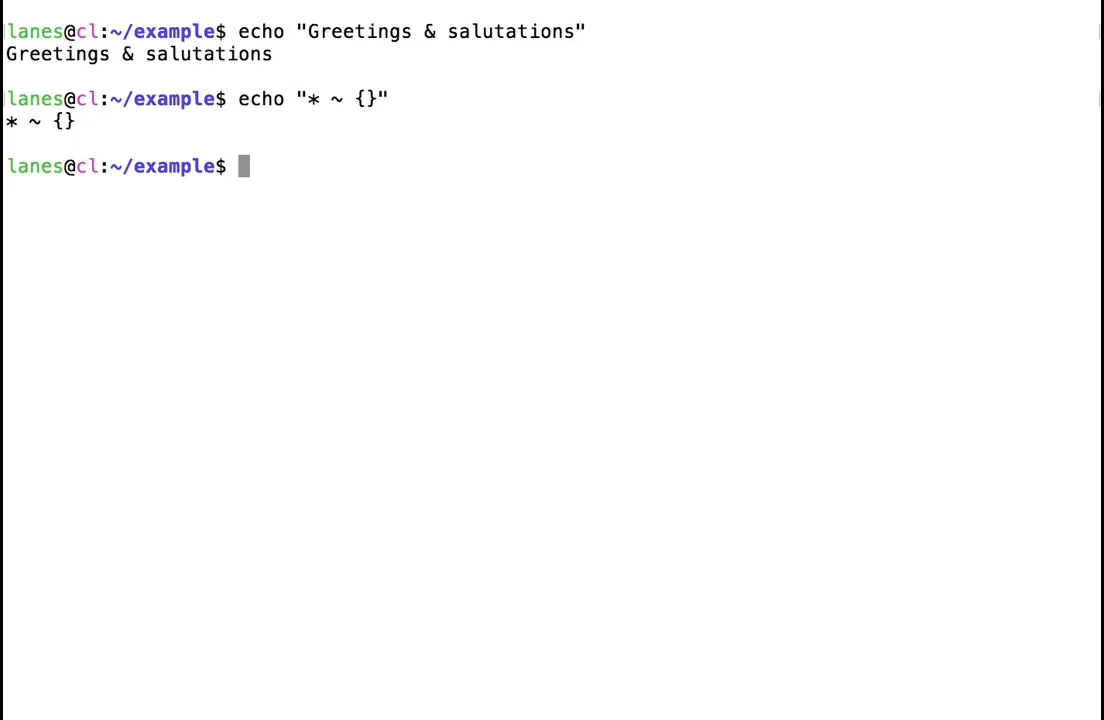 lanes@cl:~/example$ echo "Greetings & salutations"
Greetings & salutations
lanes@cl:~/example$ echo "* ~ {}"
* ~ {}
lanes@cl:~/example$